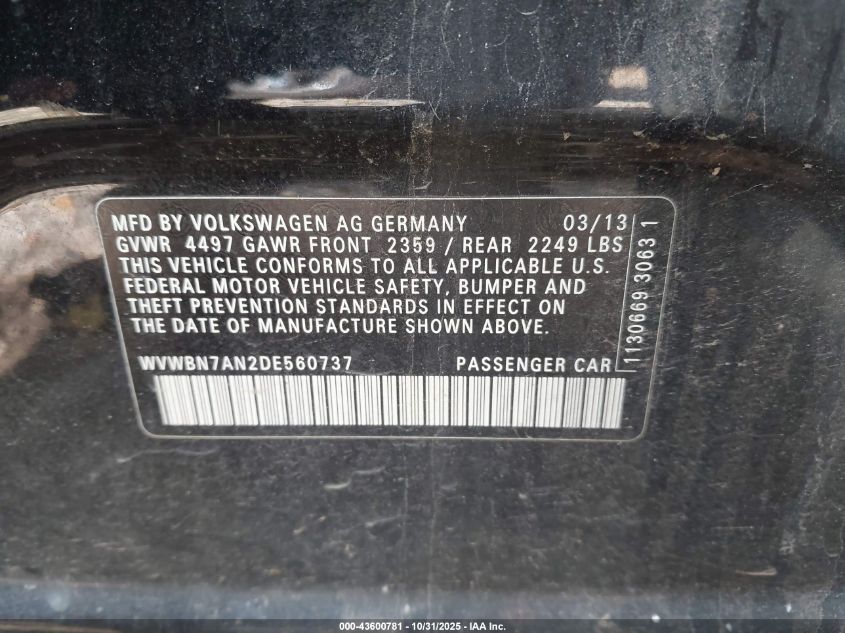 MFD BY VOLKSWAGEN AG GERMANY 03/13
GVWR 4497 GAWR FRONT 2359 / REAR 2249 LBS
THIS VEHICLE CONFORMS TO ALL APPLICABLE U.S.
FEDERAL MOTOR VEHICLE SAFETY, BUMPER AND
THEFT PREVENTION STANDARDS IN EFFECT ON
THE DATE OF MANUFACTURE SHOWN ABOVE.
WVWBN7AN2DE560737 PASSENGER CAR
1130669 30631
000-43600781 - 10/31/2025 - IAA Inc.